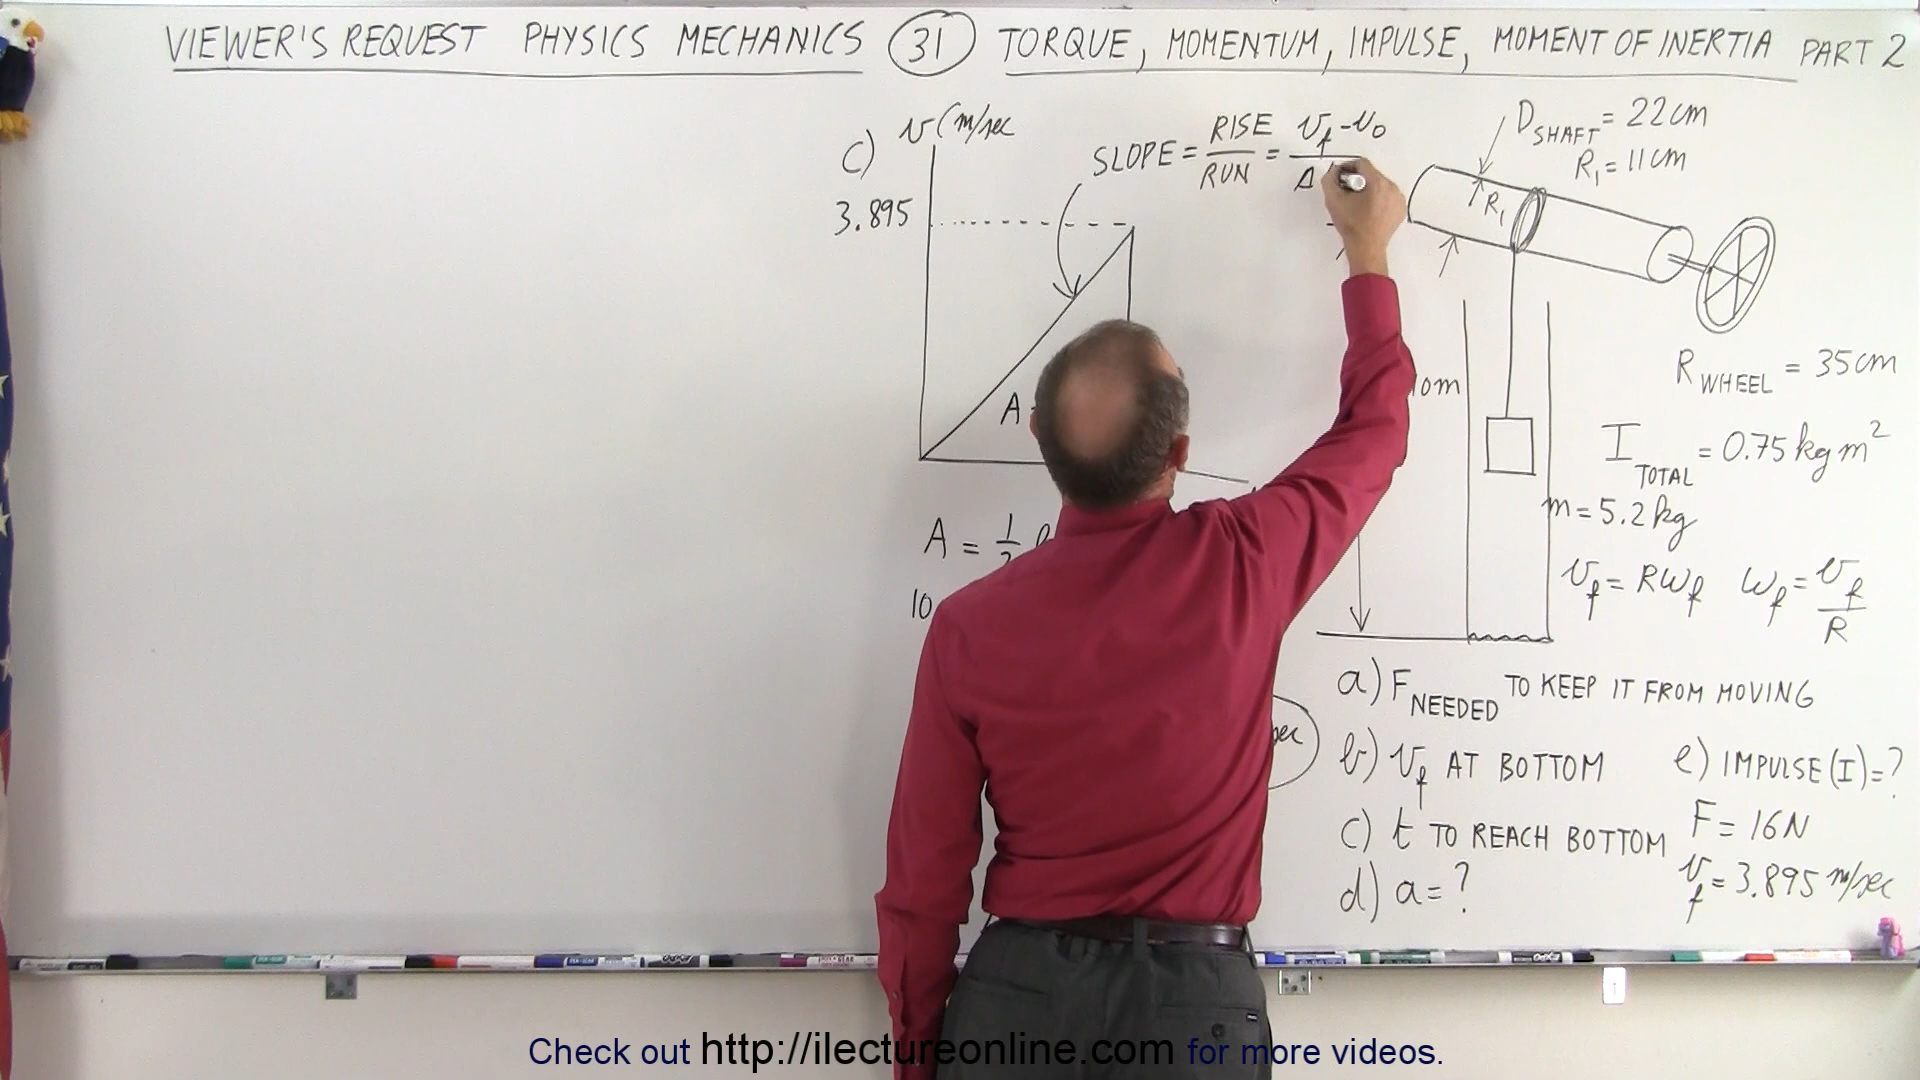 VIEWER'S REQUEST PHYSICS MECHANICS 31 TORQUE, MOMENTUM, IMPULSE, MOMENT OF INERTIA PART 2
C) v (m/sec
3.895
SLOPE = RISE/RUN = v_f - v_0/Δ
A
A = 1/2
10
sec
D_SHAFT = 22cm
R_1 = 11cm
R_1
10m
R_WHEEL = 35cm
I_TOTAL = 0.75 kg m²
m = 5.2 kg
v_f = Rω_f ω_f = v_f/R
a) F_NEEDED TO KEEP IT FROM MOVING
b) v_f AT BOTTOM
c) t TO REACH BOTTOM
d) a = ?
e) IMPULSE (I) = ?
F = 16N
v_f = 3.895 m/sec
Check out http://ilectureonline.com for more videos.